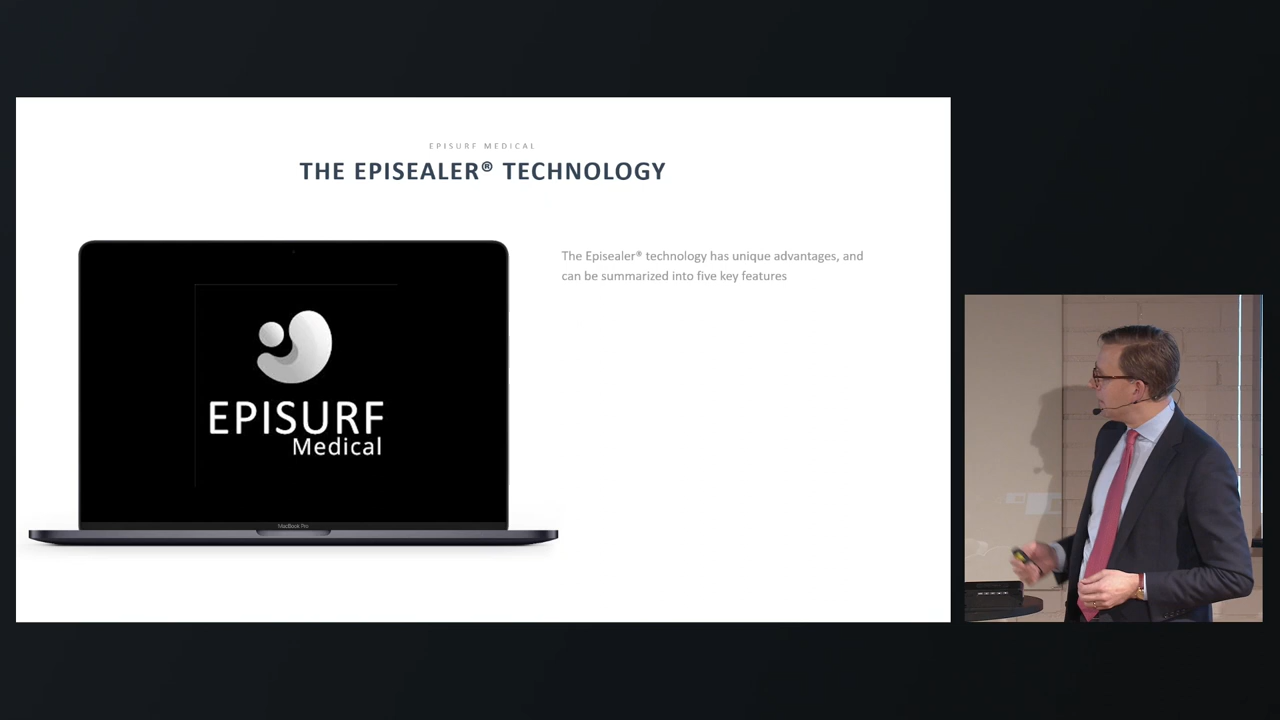 EPISURF MEDICAL
THE EPISEALER® TECHNOLOGY
The Episealer® technology has unique advantages, and
can be summarized into five key features
EPISURF
Medical
MacBook Pro